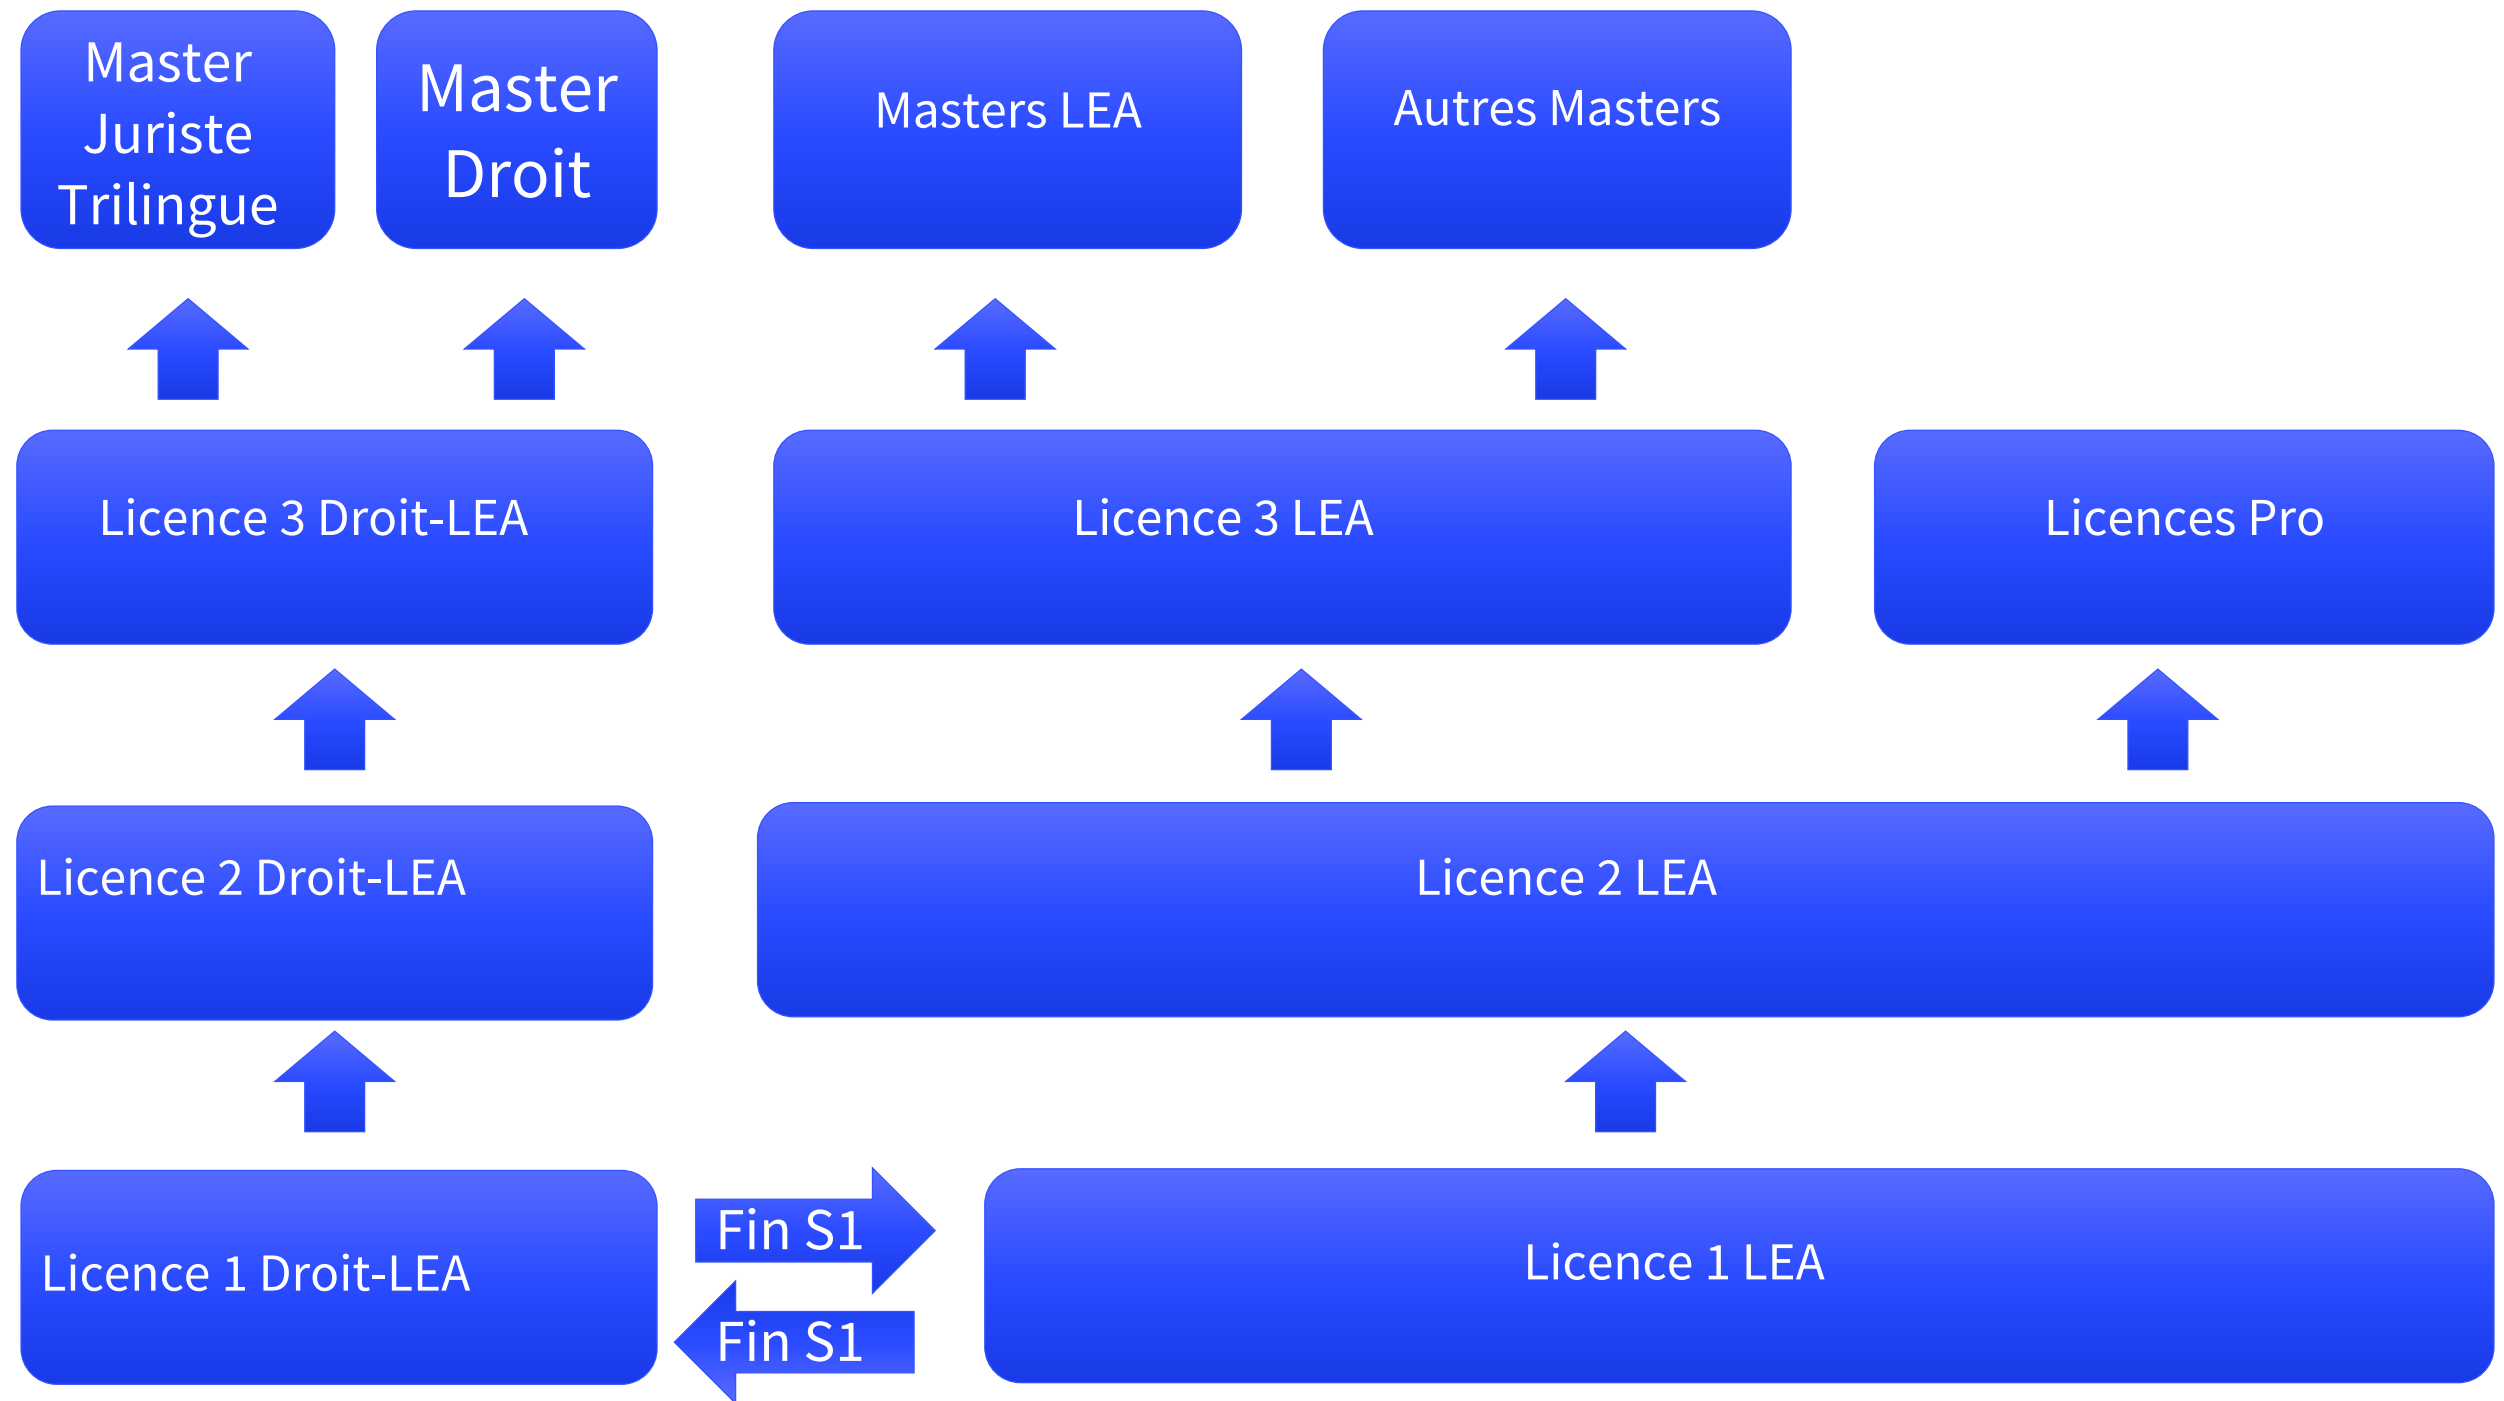 Master
Juriste
Trilingue
Master
Droit
Masters LEA
Autres Masters
Licence 3 Droit-LEA
Licence 3 LEA
Licences Pro
Licence 2 Droit-LEA
Licence 2 LEA
Licence 1 Droit-LEA
Fin S1
Fin S1
Licence 1 LEA